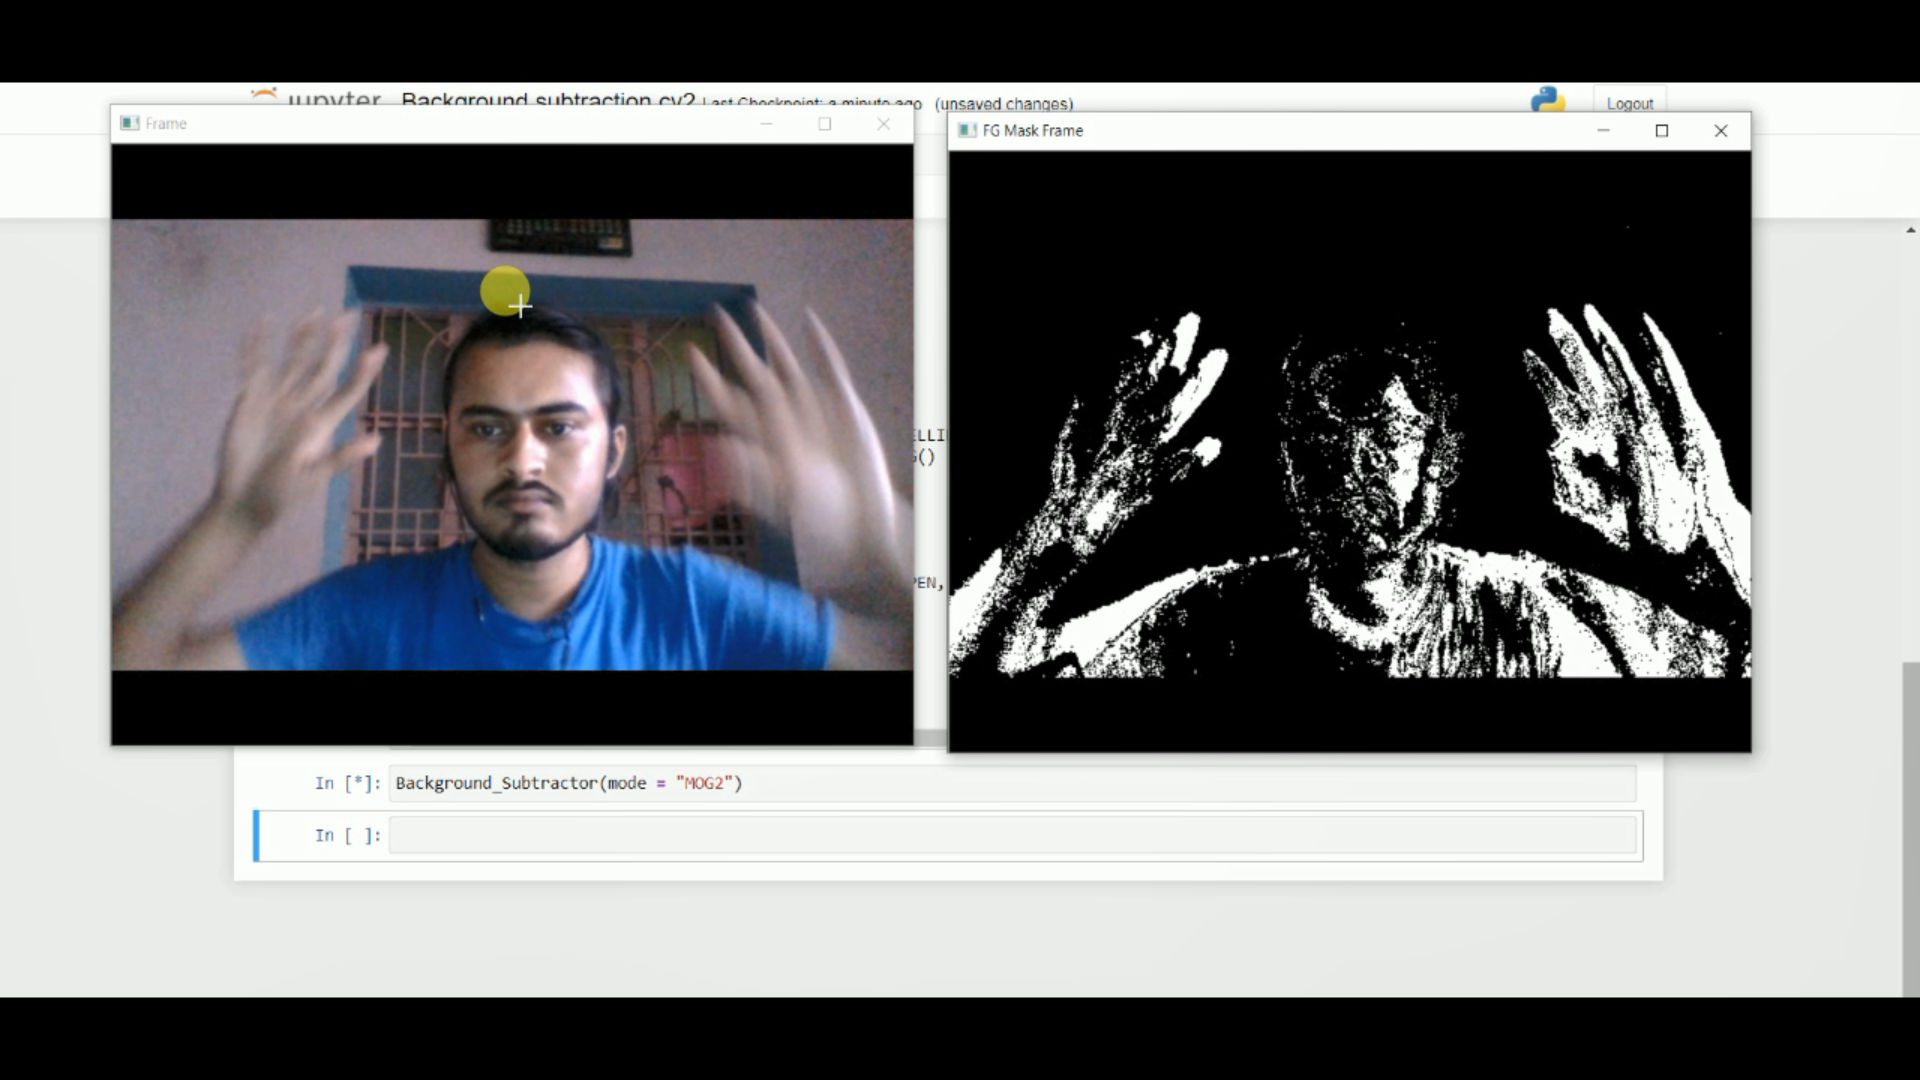 jupyter Background subtraction cv2 Last Checkpoint: a minute ago (unsaved changes)
Logout
Frame
FG Mask Frame
ELLI
()
PEN,
In [*]: Background_Subtractor(mode = "MOG2")
In [ ]: